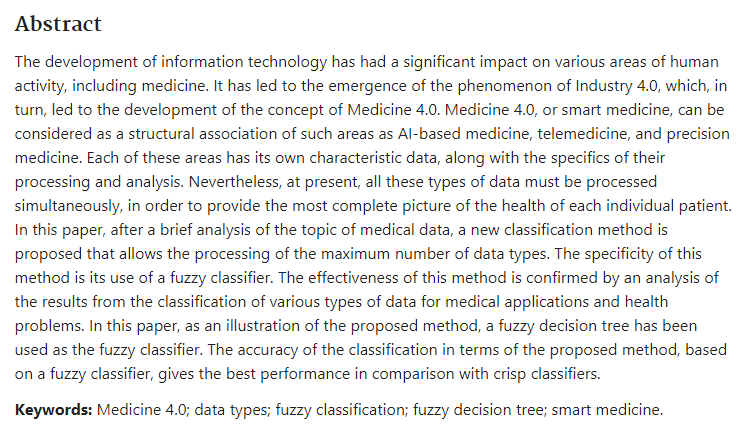 Abstract
The development of information technology has had a significant impact on various areas of human
activity, including medicine. It has led to the emergence of the phenomenon of Industry 4.0, which, in
turn, led to the development of the concept of Medicine 4.0. Medicine 4.0, or smart medicine, can be
considered as a structural association of such areas as AI-based medicine, telemedicine, and precision
medicine. Each of these areas has its own characteristic data, along with the specifics of their
processing and analysis. Nevertheless, at present, all these types of data must be processed
simultaneously, in order to provide the most complete picture of the health of each individual patient.
In this paper, after a brief analysis of the topic of medical data, a new classification method is
proposed that allows the processing of the maximum number of data types. The specificity of this
method is its use of a fuzzy classifier. The effectiveness of this method is confirmed by an analysis of
the results from the classification of various types of data for medical applications and health
problems. In this paper, as an illustration of the proposed method, a fuzzy decision tree has been
used as the fuzzy classifier. The accuracy of the classification in terms of the proposed method, based
on a fuzzy classifier, gives the best performance in comparison with crisp classifiers.
Keywords: Medicine 4.0; data types; fuzzy classification; fuzzy decision tree; smart medicine.